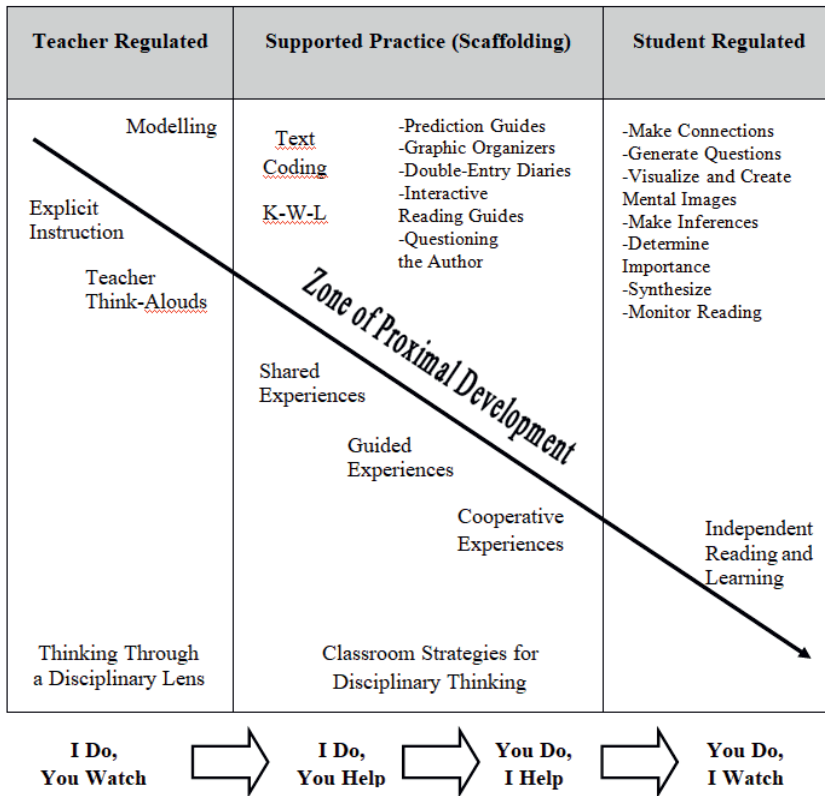 Teacher Regulated
Supported Practice (Scaffolding)
Student Regulated
Modelling
Explicit
Instruction
Teacher
Think-Alouds
Thinking Through
a Disciplinary Lens
Text
Coding
K-W-L
-Prediction Guides
-Graphic Organizers
-Double-Entry Diaries
-Interactive
Reading Guides
-Questioning
the Author
Zone of Proximal Development
Shared
Experiences
Guided
Experiences
Cooperative
Experiences
Classroom Strategies for
Disciplinary Thinking
-Make Connections
-Generate Questions
-Visualize and Create
Mental Images
-Make Inferences
-Determine
Importance
-Synthesize
-Monitor Reading
Independent
Reading and
Learning
I Do,
You Watch
I Do,
You Help
You Do,
I Help
You Do,
I Watch